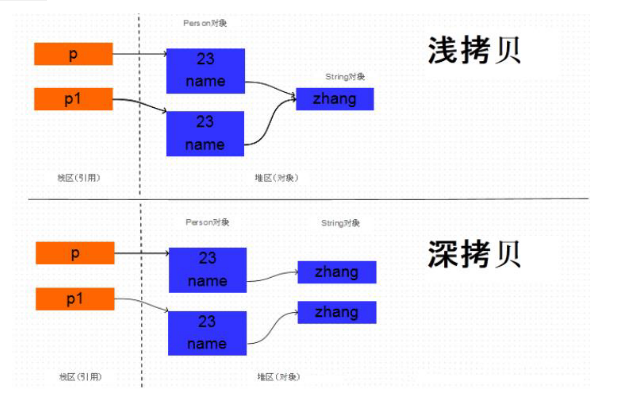 Person对象
浅拷贝
p
23
name
String对象
zhang
p1
23
name
栈区(引用)
堆区(对象)
Person对象
String对象
深拷贝
p
23
name
zhang
p1
23
name
zhang
栈区(引用)
堆区(对象)